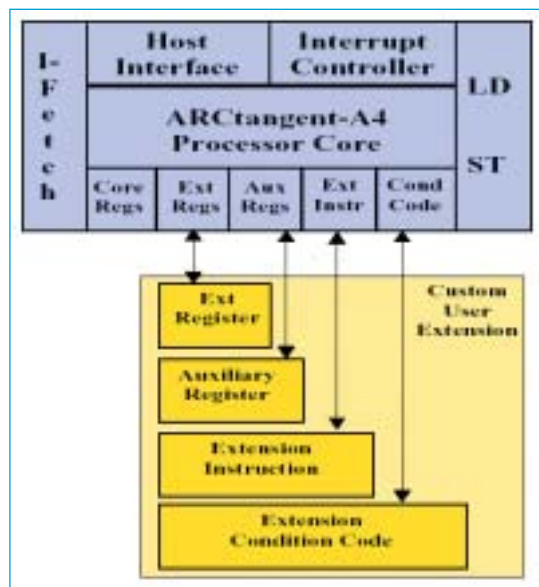 I-
F
e
t
c
h
Host
Interface
Interrupt
Controller
LD
ST
ARCtangent-A4
Processor Core
Core
Regs
Ext
Regs
Aux
Regs
Ext
Instr
Cond
Code
Custom
User
Extension
Ext
Register
Auxiliary
Register
Extension
Instruction
Extension
Condition Code